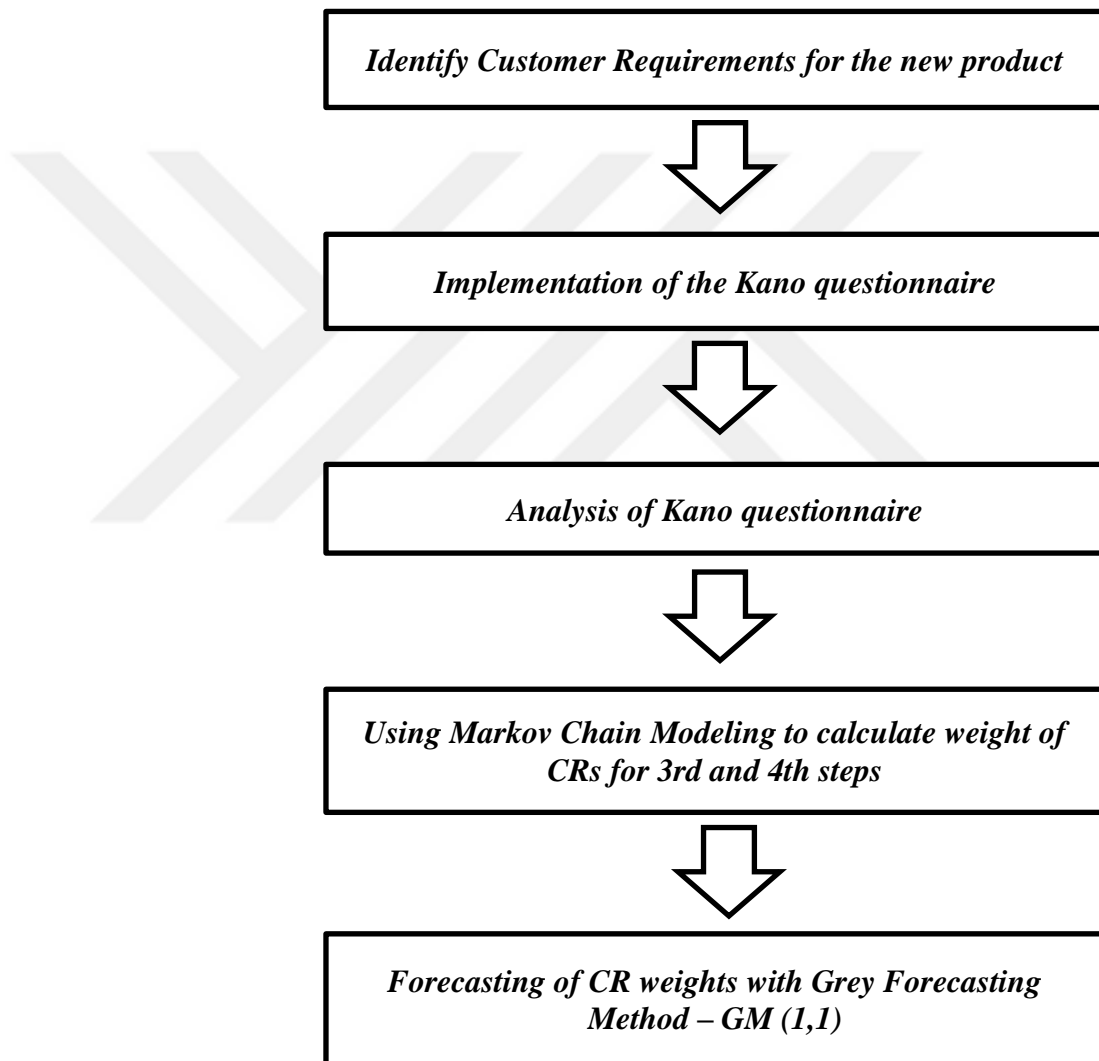 Identify Customer Requirements for the new product
Implementation of the Kano questionnaire
Analysis of Kano questionnaire
Using Markov Chain Modeling to calculate weight of
CRs for 3rd and 4th steps
Forecasting of CR weights with Grey Forecasting
Method – GM (1,1)